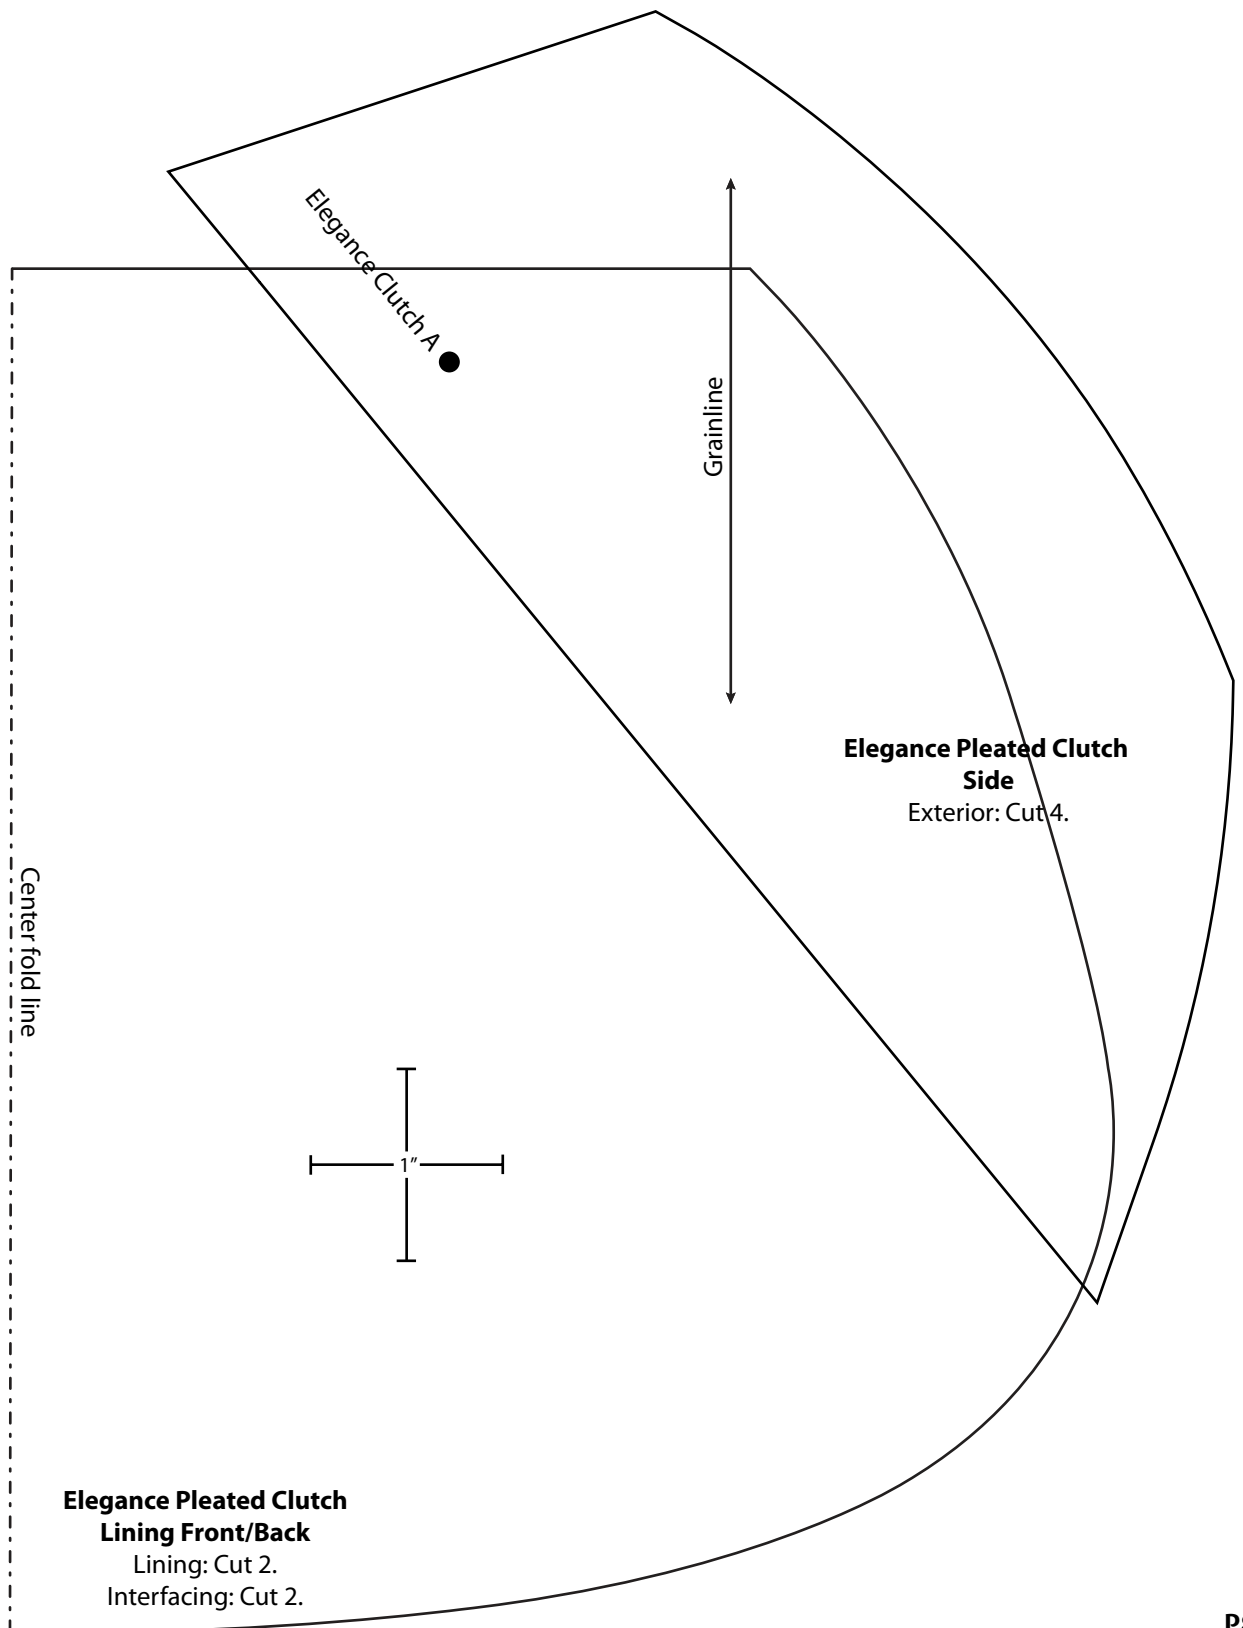 Elegance Clutch A
Grainline
Elegance Pleated Clutch
Side
Exterior: Cut 4.
Center fold line
1”
Elegance Pleated Clutch
Lining Front/Back
Lining: Cut 2.
Interfacing: Cut 2.